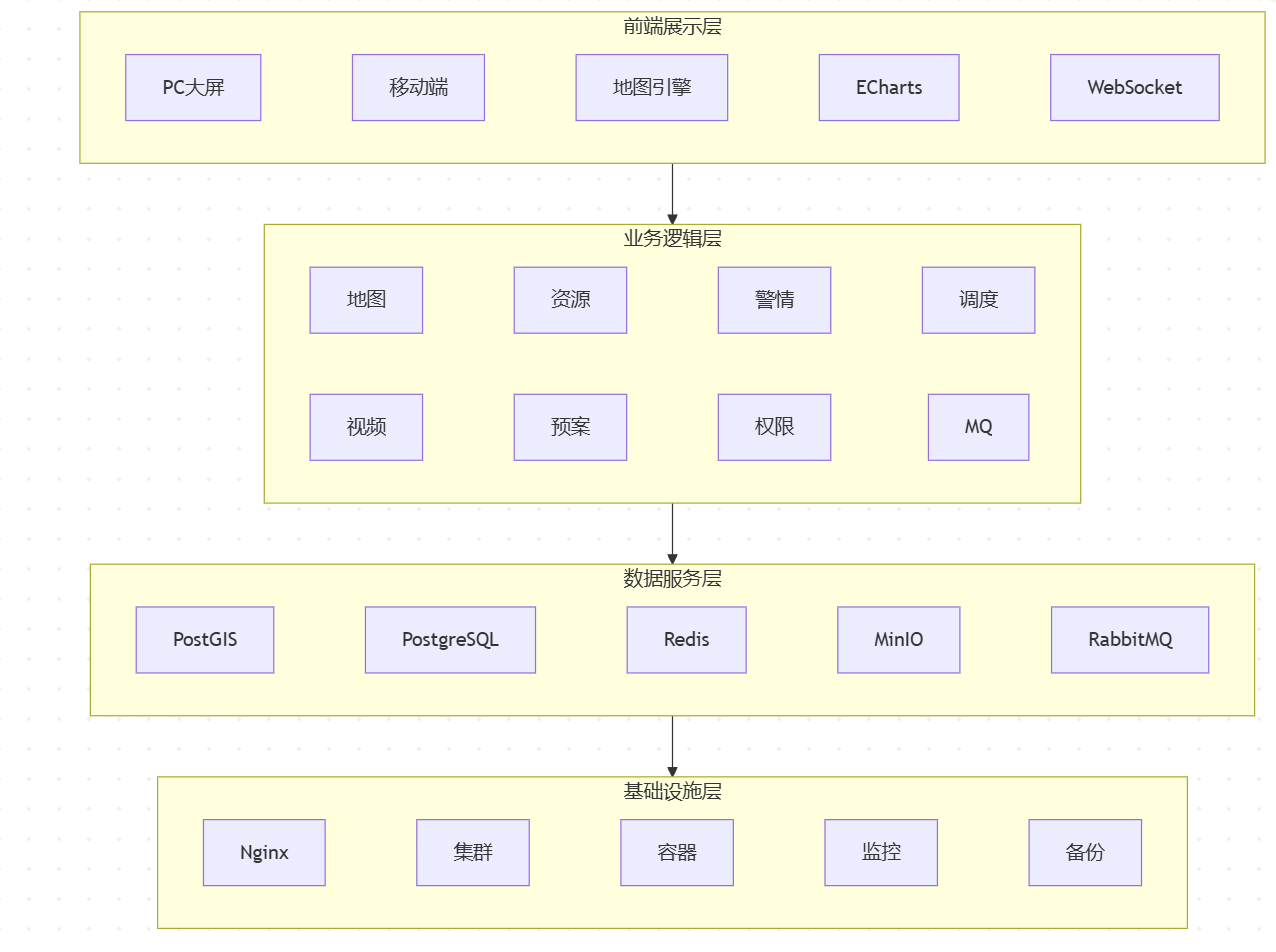 前端展示层
PC大屏 移动端 地图引擎 ECharts WebSocket
业务逻辑层
地图 资源 警情 调度
视频 预案 权限 MQ
数据服务层
PostGIS PostgreSQL Redis MinIO RabbitMQ
基础设施层
Nginx 集群 容器 监控 备份